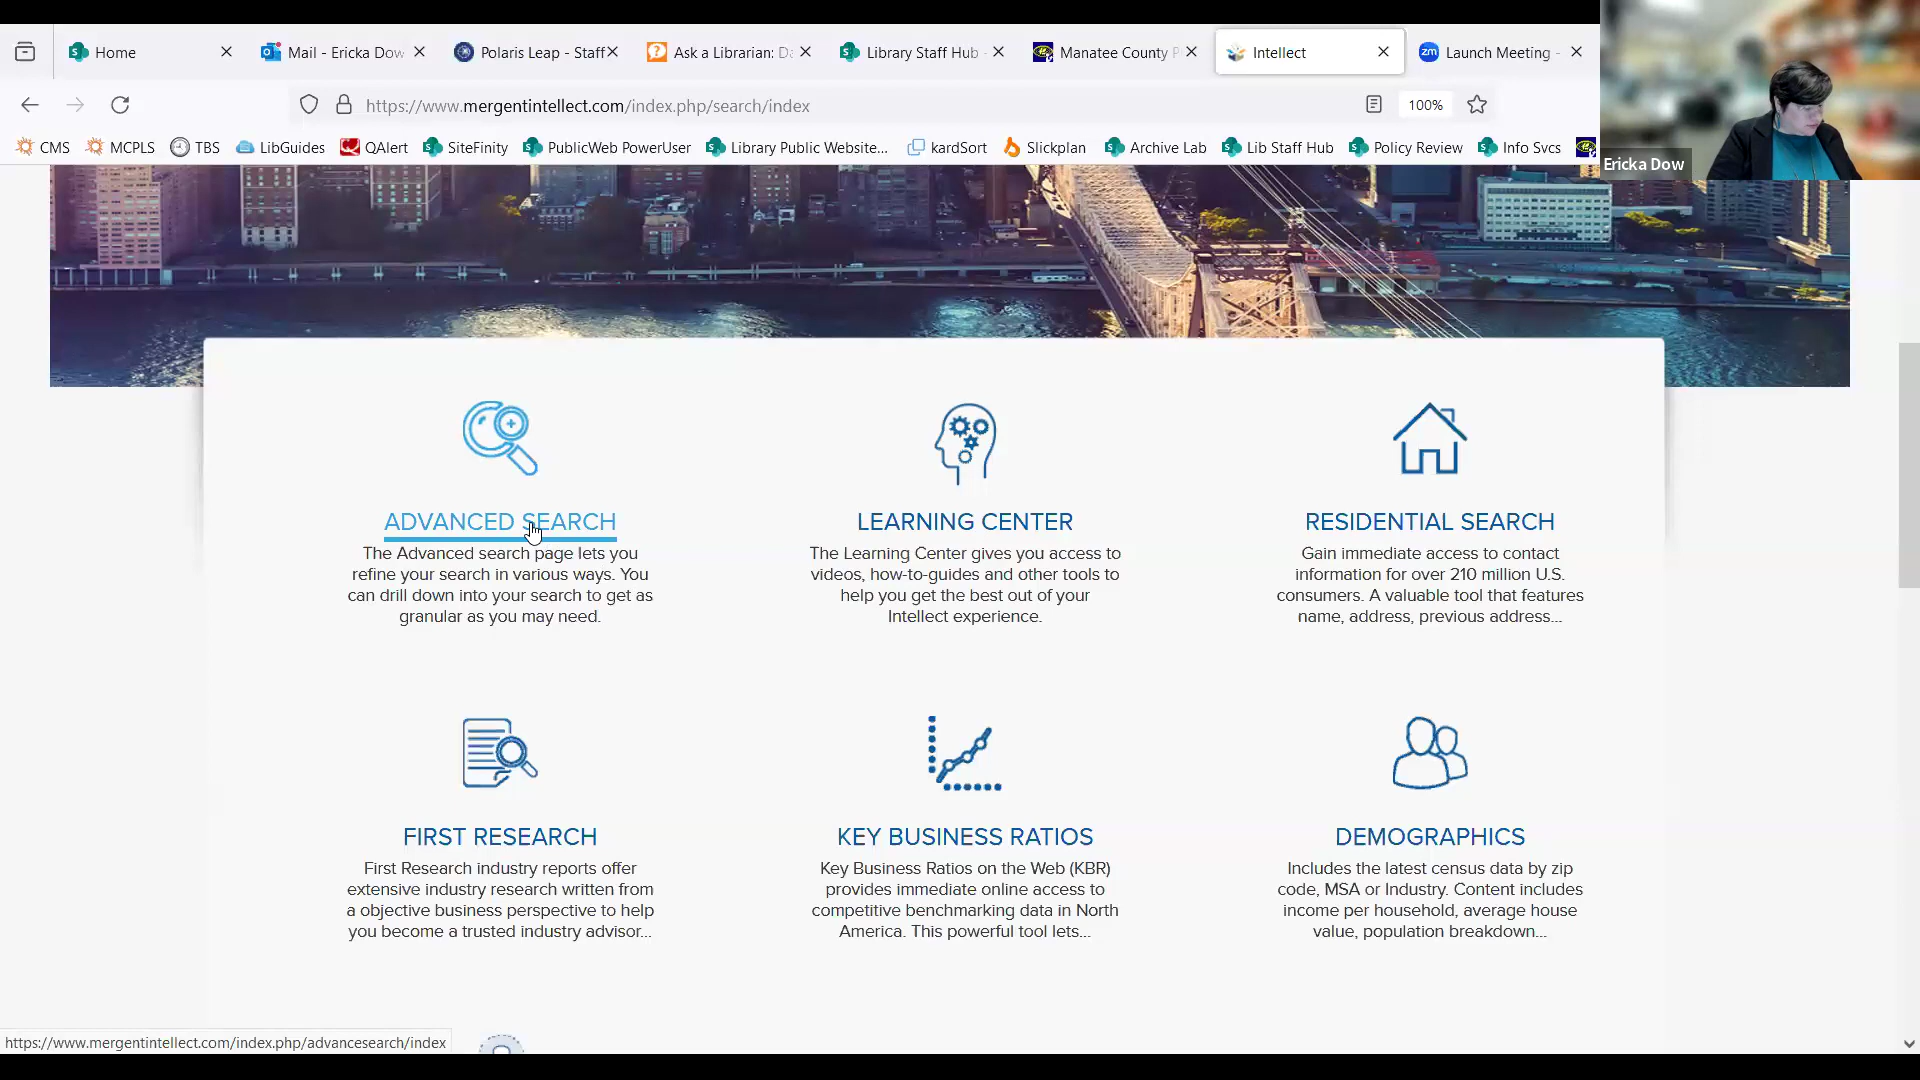 Home
Mail - Ericka Dow
Polaris Leap - Staff
Ask a Librarian: Da
Library Staff Hub -
Manatee County P
Intellect
zm
Launch Meeting -
https://www.mergentintellect.com/index.php/search/index
100%
CMS
MCPLS
TBS
LibGuides
QAlert
SiteFinity
PublicWeb PowerUser
Library Public Website...
kardSort
Slickplan
Archive Lab
Lib Staff Hub
Policy Review
Info Svcs
Ericka Dow
ADVANCED SEARCH
The Advanced search page lets you
refine your search in various ways. You
can drill down into your search to get as
granular as you may need.
LEARNING CENTER
The Learning Center gives you access to
videos, how-to-guides and other tools to
help you get the best out of your
Intellect experience.
RESIDENTIAL SEARCH
Gain immediate access to contact
information for over 210 million U.S.
consumers. A valuable tool that features
name, address, previous address...
FIRST RESEARCH
First Research industry reports offer
extensive industry research written from
a objective business perspective to help
you become a trusted industry advisor...
KEY BUSINESS RATIOS
Key Business Ratios on the Web (KBR)
provides immediate online access to
competitive benchmarking data in North
America. This powerful tool lets...
DEMOGRAPHICS
Includes the latest census data by zip
code, MSA or Industry. Content includes
income per household, average house
value, population breakdown...
https://www.mergentintellect.com/index.php/advancesearch/index